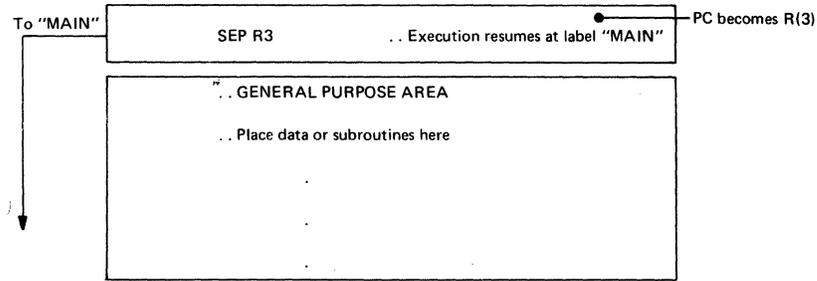 To "MAIN"
PC becomes R(3)
SEP R3 . . Execution resumes at label "MAIN"
. . GENERAL PURPOSE AREA
. . Place data or subroutines here
.
.
.